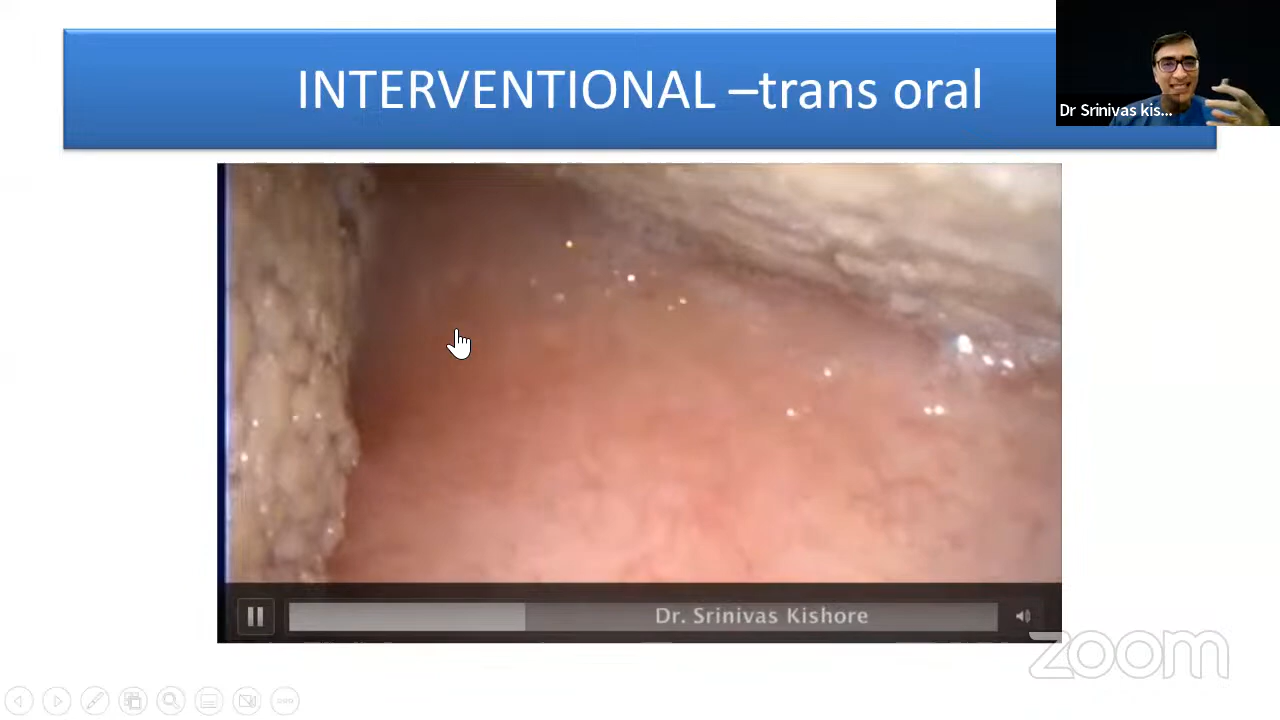 INTERVENTIONAL –trans oral
Dr Srinivas kis...
Dr. Srinivas Kishore
zoom